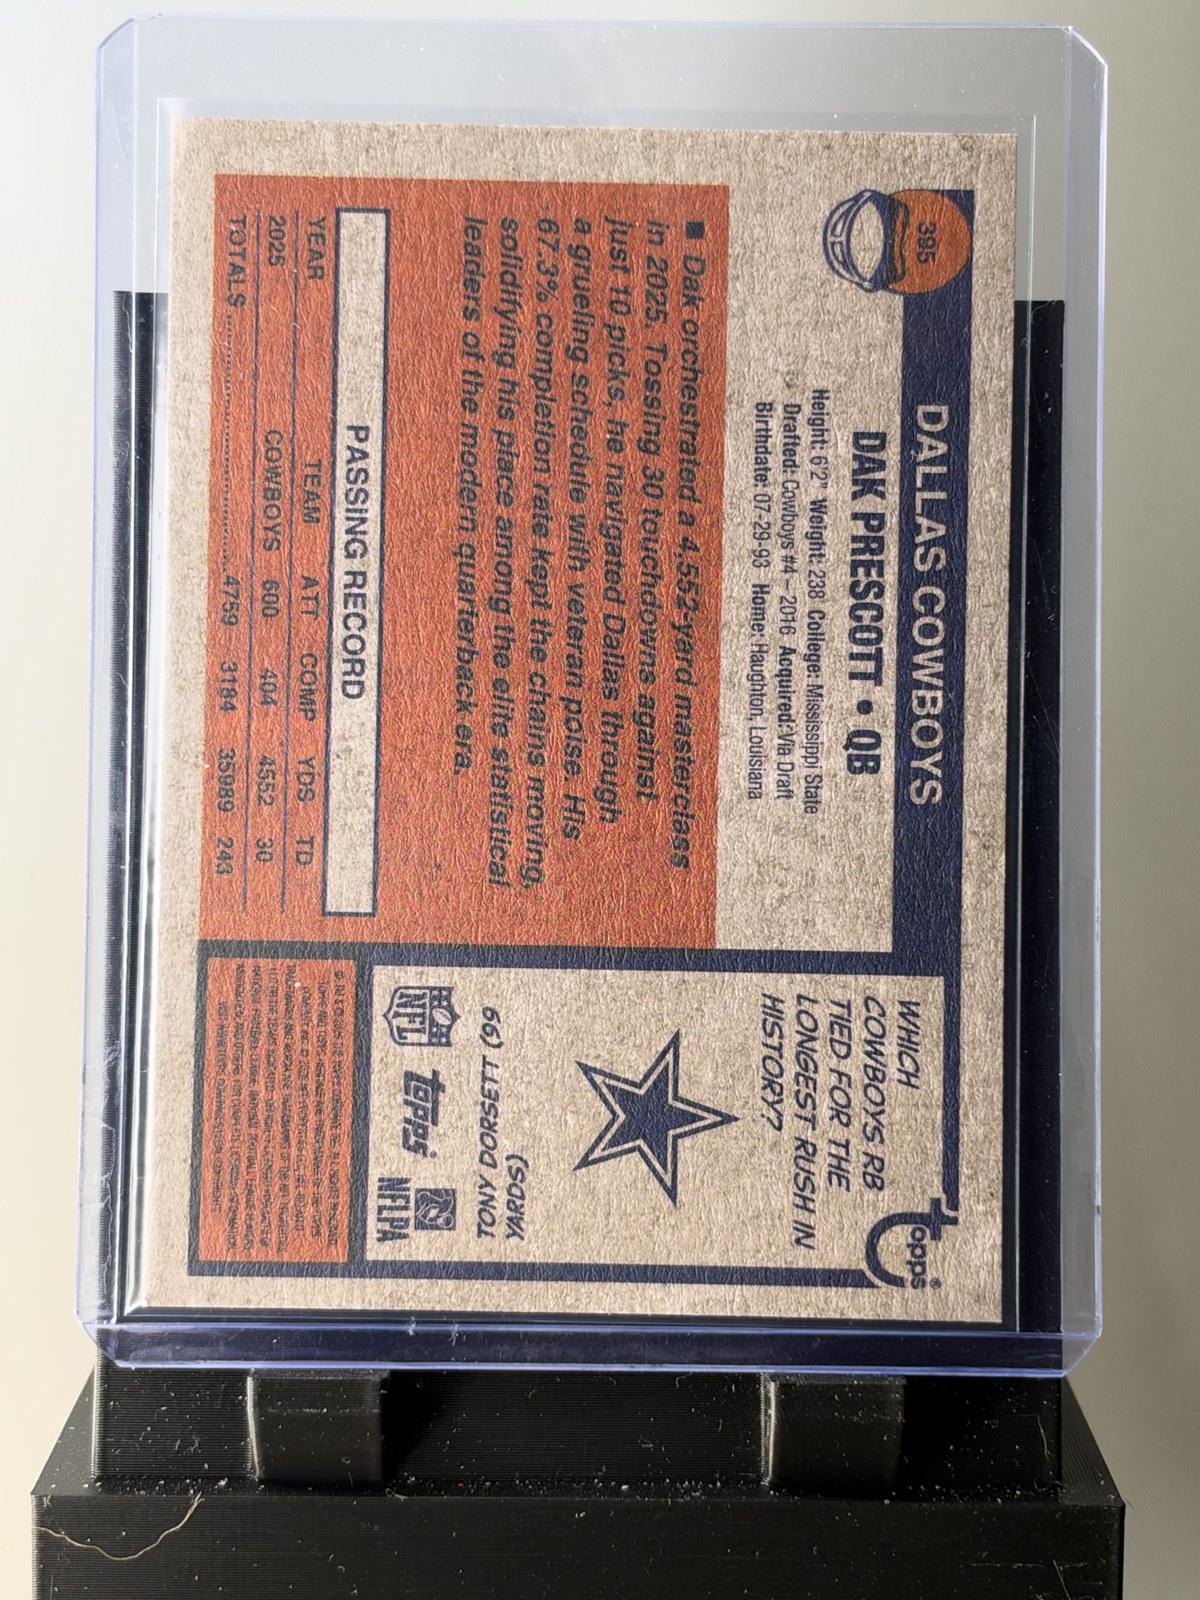 395
DALLAS COWBOYS
DAK PRESCOTT • QB
Height: 6'2" Weight: 238 College: Mississippi State
Drafted: Cowboys #4 – 2016 Acquired: Via Draft
Birthdate: 07-29-93 Home: Haughton, Louisiana
■ Dak orchestrated a 4,552-yard masterclass
in 2025. Tossing 30 touchdowns against
just 10 picks, he navigated Dallas through
a grueling schedule with veteran poise. His
67.3% completion rate kept the chains moving,
solidifying his place among the elite statistical
leaders of the modern quarterback era.
PASSING RECORD
YEAR TEAM ATT COMP YDS TD
2025 COWBOYS 600 404 4552 30
TOTALS 4759 3184 35989 243
topps®
WHICH
COWBOYS RB
TIED FOR THE
LONGEST RUSH IN
HISTORY?
TONY DORSETT (99
YARDS)
NFL topps NFLPA